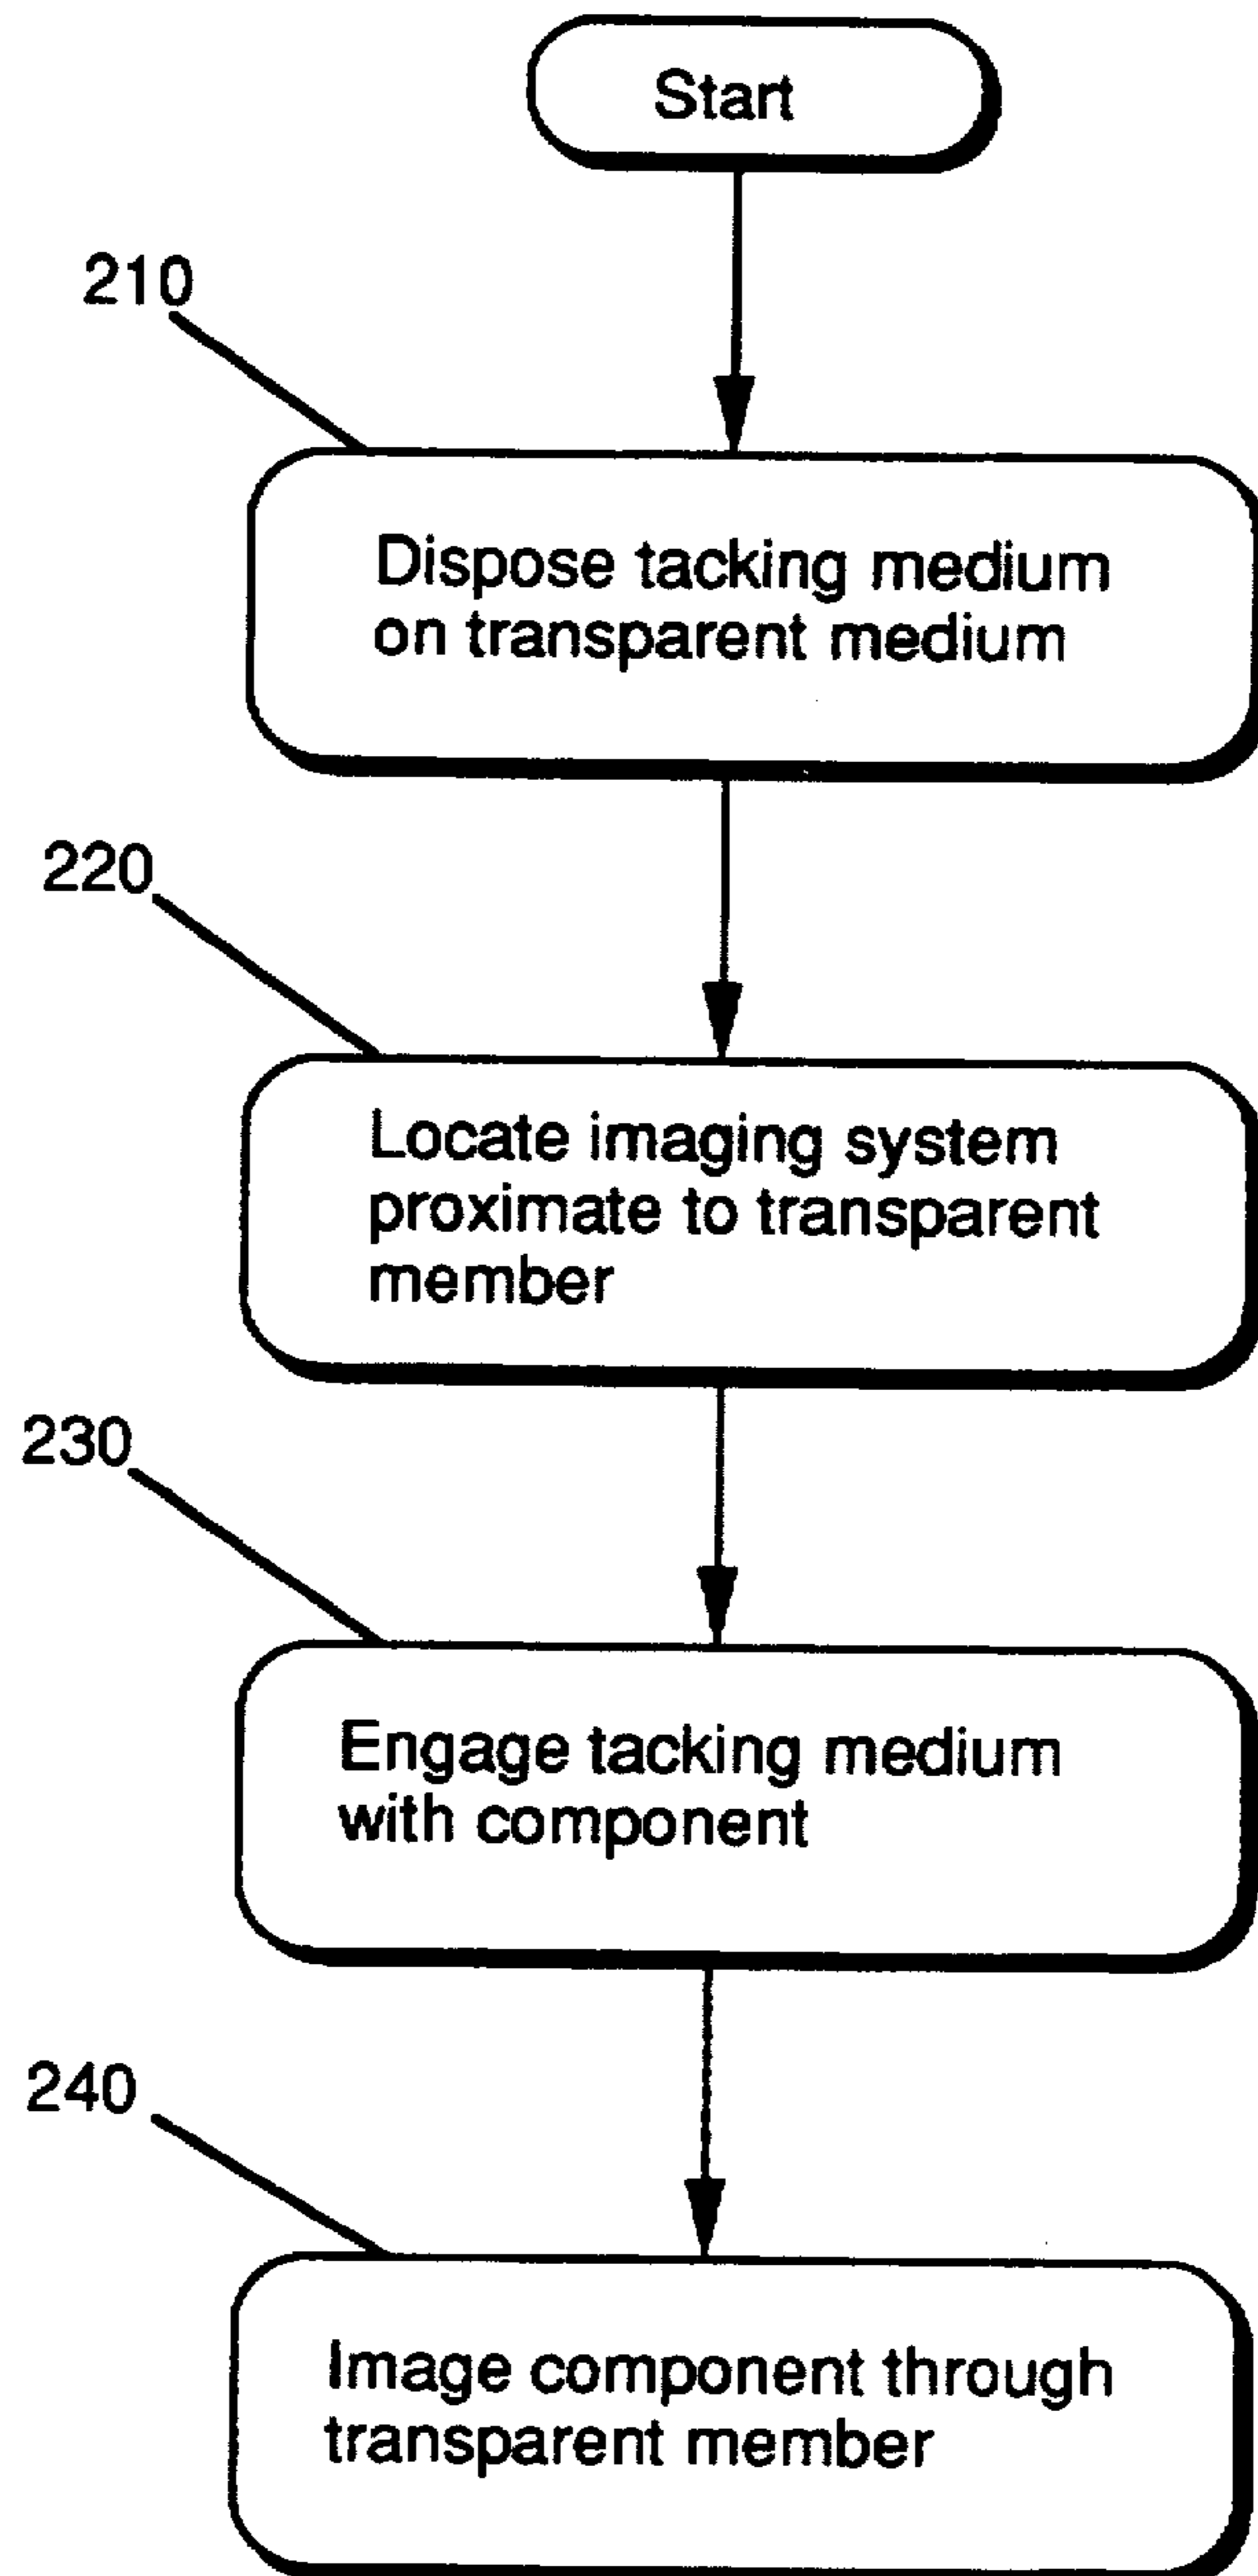 Start
210
Dispose tacking medium
on transparent medium
220
Locate imaging system
proximate to transparent
member
230
Engage tacking medium
with component
240
Image component through
transparent member